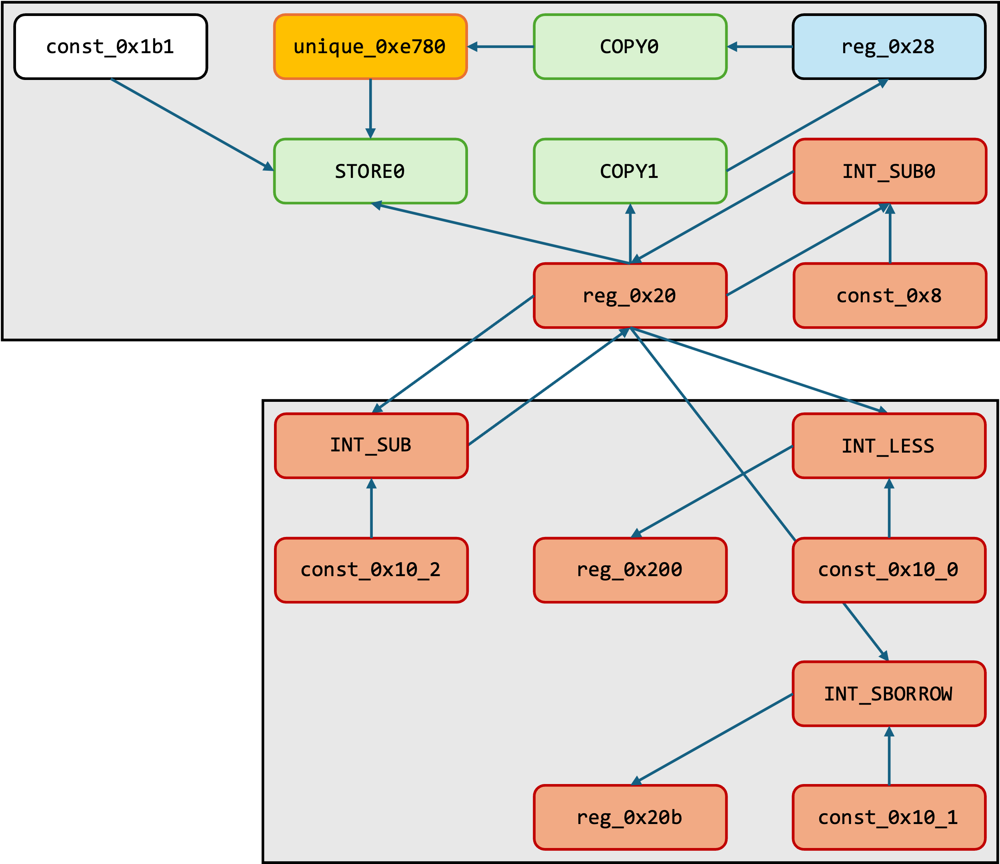 const_0x1b1
unique_0xe780
COPY0
reg_0x28
STORE0
COPY1
INT_SUB0
reg_0x20
const_0x8
INT_SUB
INT_LESS
const_0x10_2
reg_0x200
const_0x10_0
INT_SBORROW
reg_0x20b
const_0x10_1